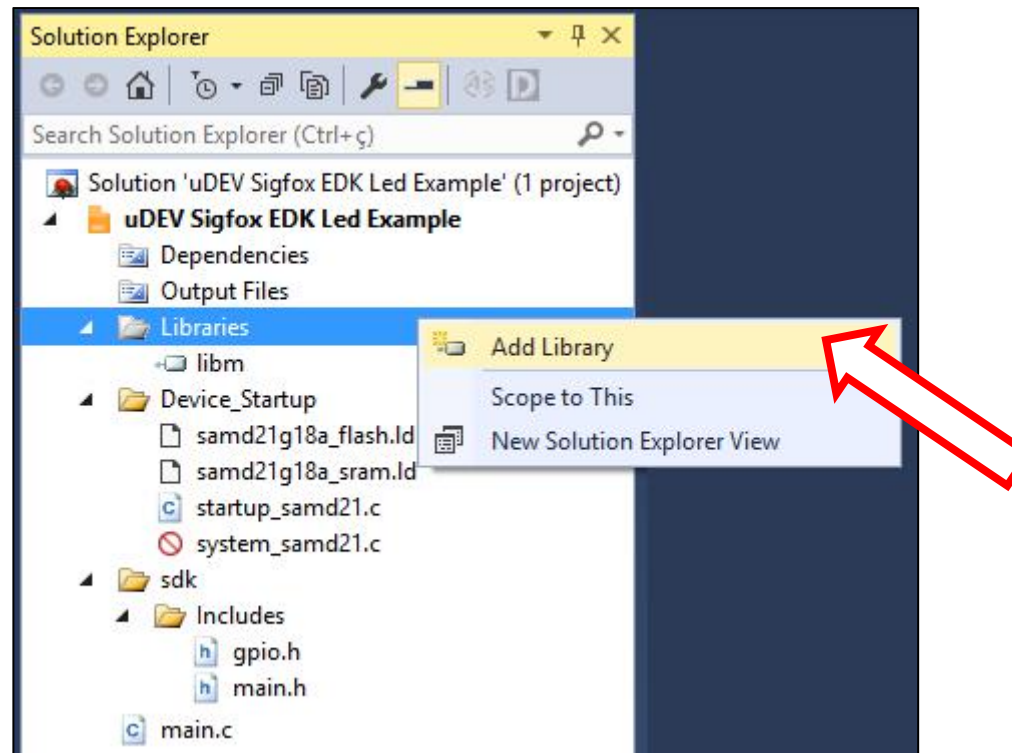 Solution Explorer
Search Solution Explorer (Ctrl+ç)
Solution 'uDEV Sigfox EDK Led Example' (1 project)
uDEV Sigfox EDK Led Example
Dependencies
Output Files
Libraries
Add Library
libm
Scope to This
Device_Startup
samd21g18a_flash.ld
New Solution Explorer View
samd21g18a_sram.ld
startup_samd21.c
system_samd21.c
sdk
Includes
gpio.h
main.h
main.c